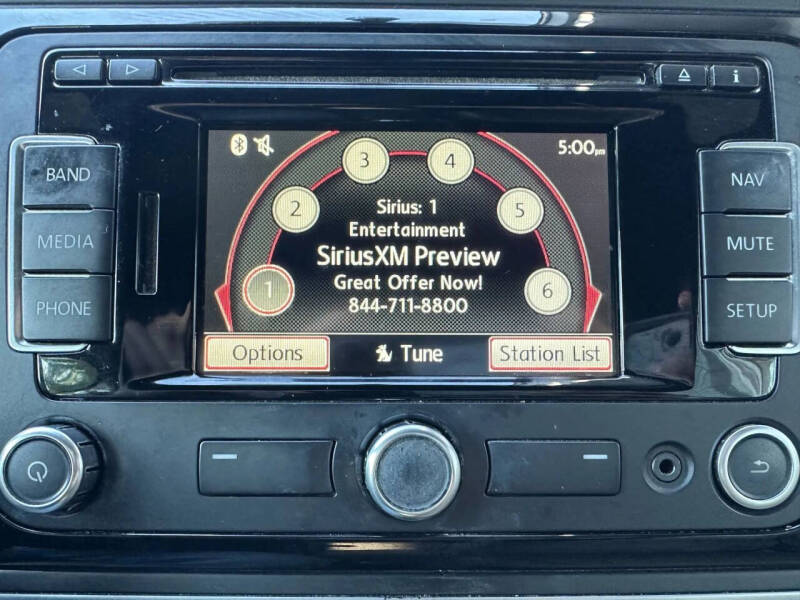 i
BAND
MEDIA
PHONE
5:00pm
3
4
2
5
1
6
Sirius: 1
Entertainment
SiriusXM Preview
Great Offer Now!
844-711-8800
Options
Tune
Station List
NAV
MUTE
SETUP